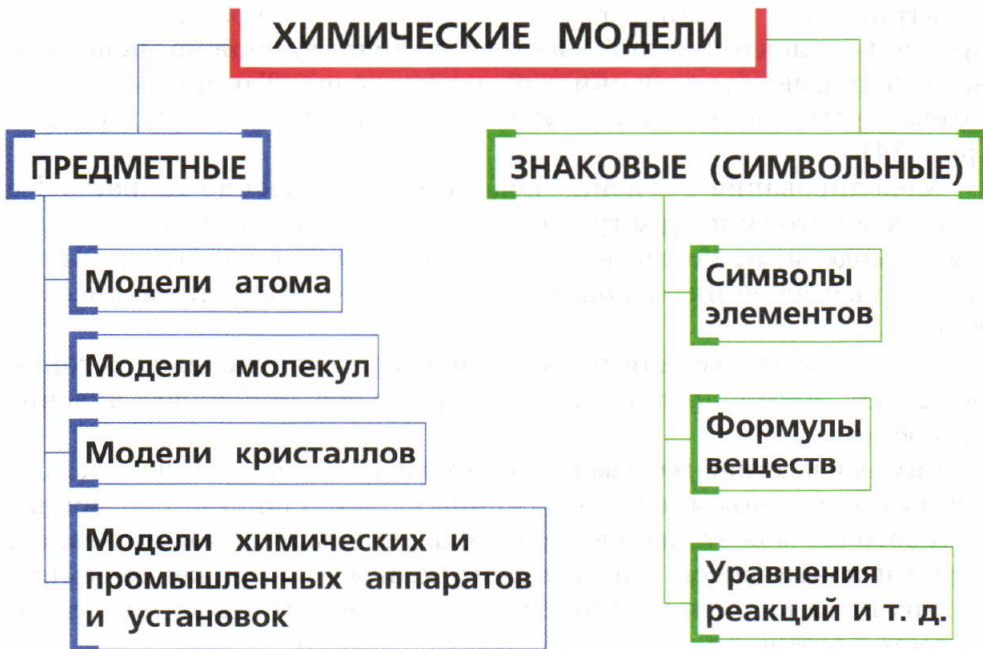 ХИМИЧЕСКИЕ МОДЕЛИ
ПРЕДМЕТНЫЕ
Модели атома
Модели молекул
Модели кристаллов
Модели химических и
промышленных аппаратов
и установок
ЗНАКОВЫЕ (СИМВОЛЬНЫЕ)
Символы
элементов
Формулы
веществ
Уравнения
реакций и т. д.